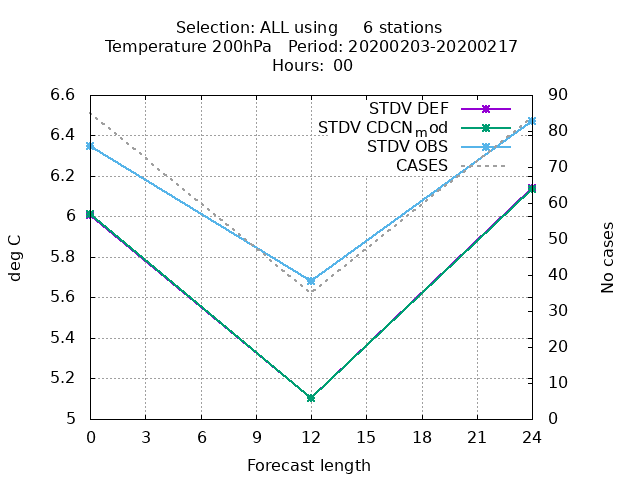 Selection: ALL using     6 stations
Temperature 200hPa   Period: 20200203-20200217
Hours:  00
STDV DEF
STDV CDCNmod
STDV OBS
CASES
6.6
6.4
6.2
6
5.8
5.6
5.4
5.2
5
deg C
90
80
70
60
50
40
30
20
10
0
No cases
0 3 6 9 12 15 18 21 24
Forecast length